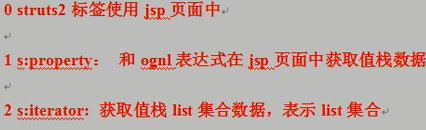 0 struts2 标签使用 jsp 页面中
1 s:property： 和 ognl 表达式在 jsp 页面中获取值栈数据
2 s:iterator: 获取值栈 list 集合数据，表示 list 集合